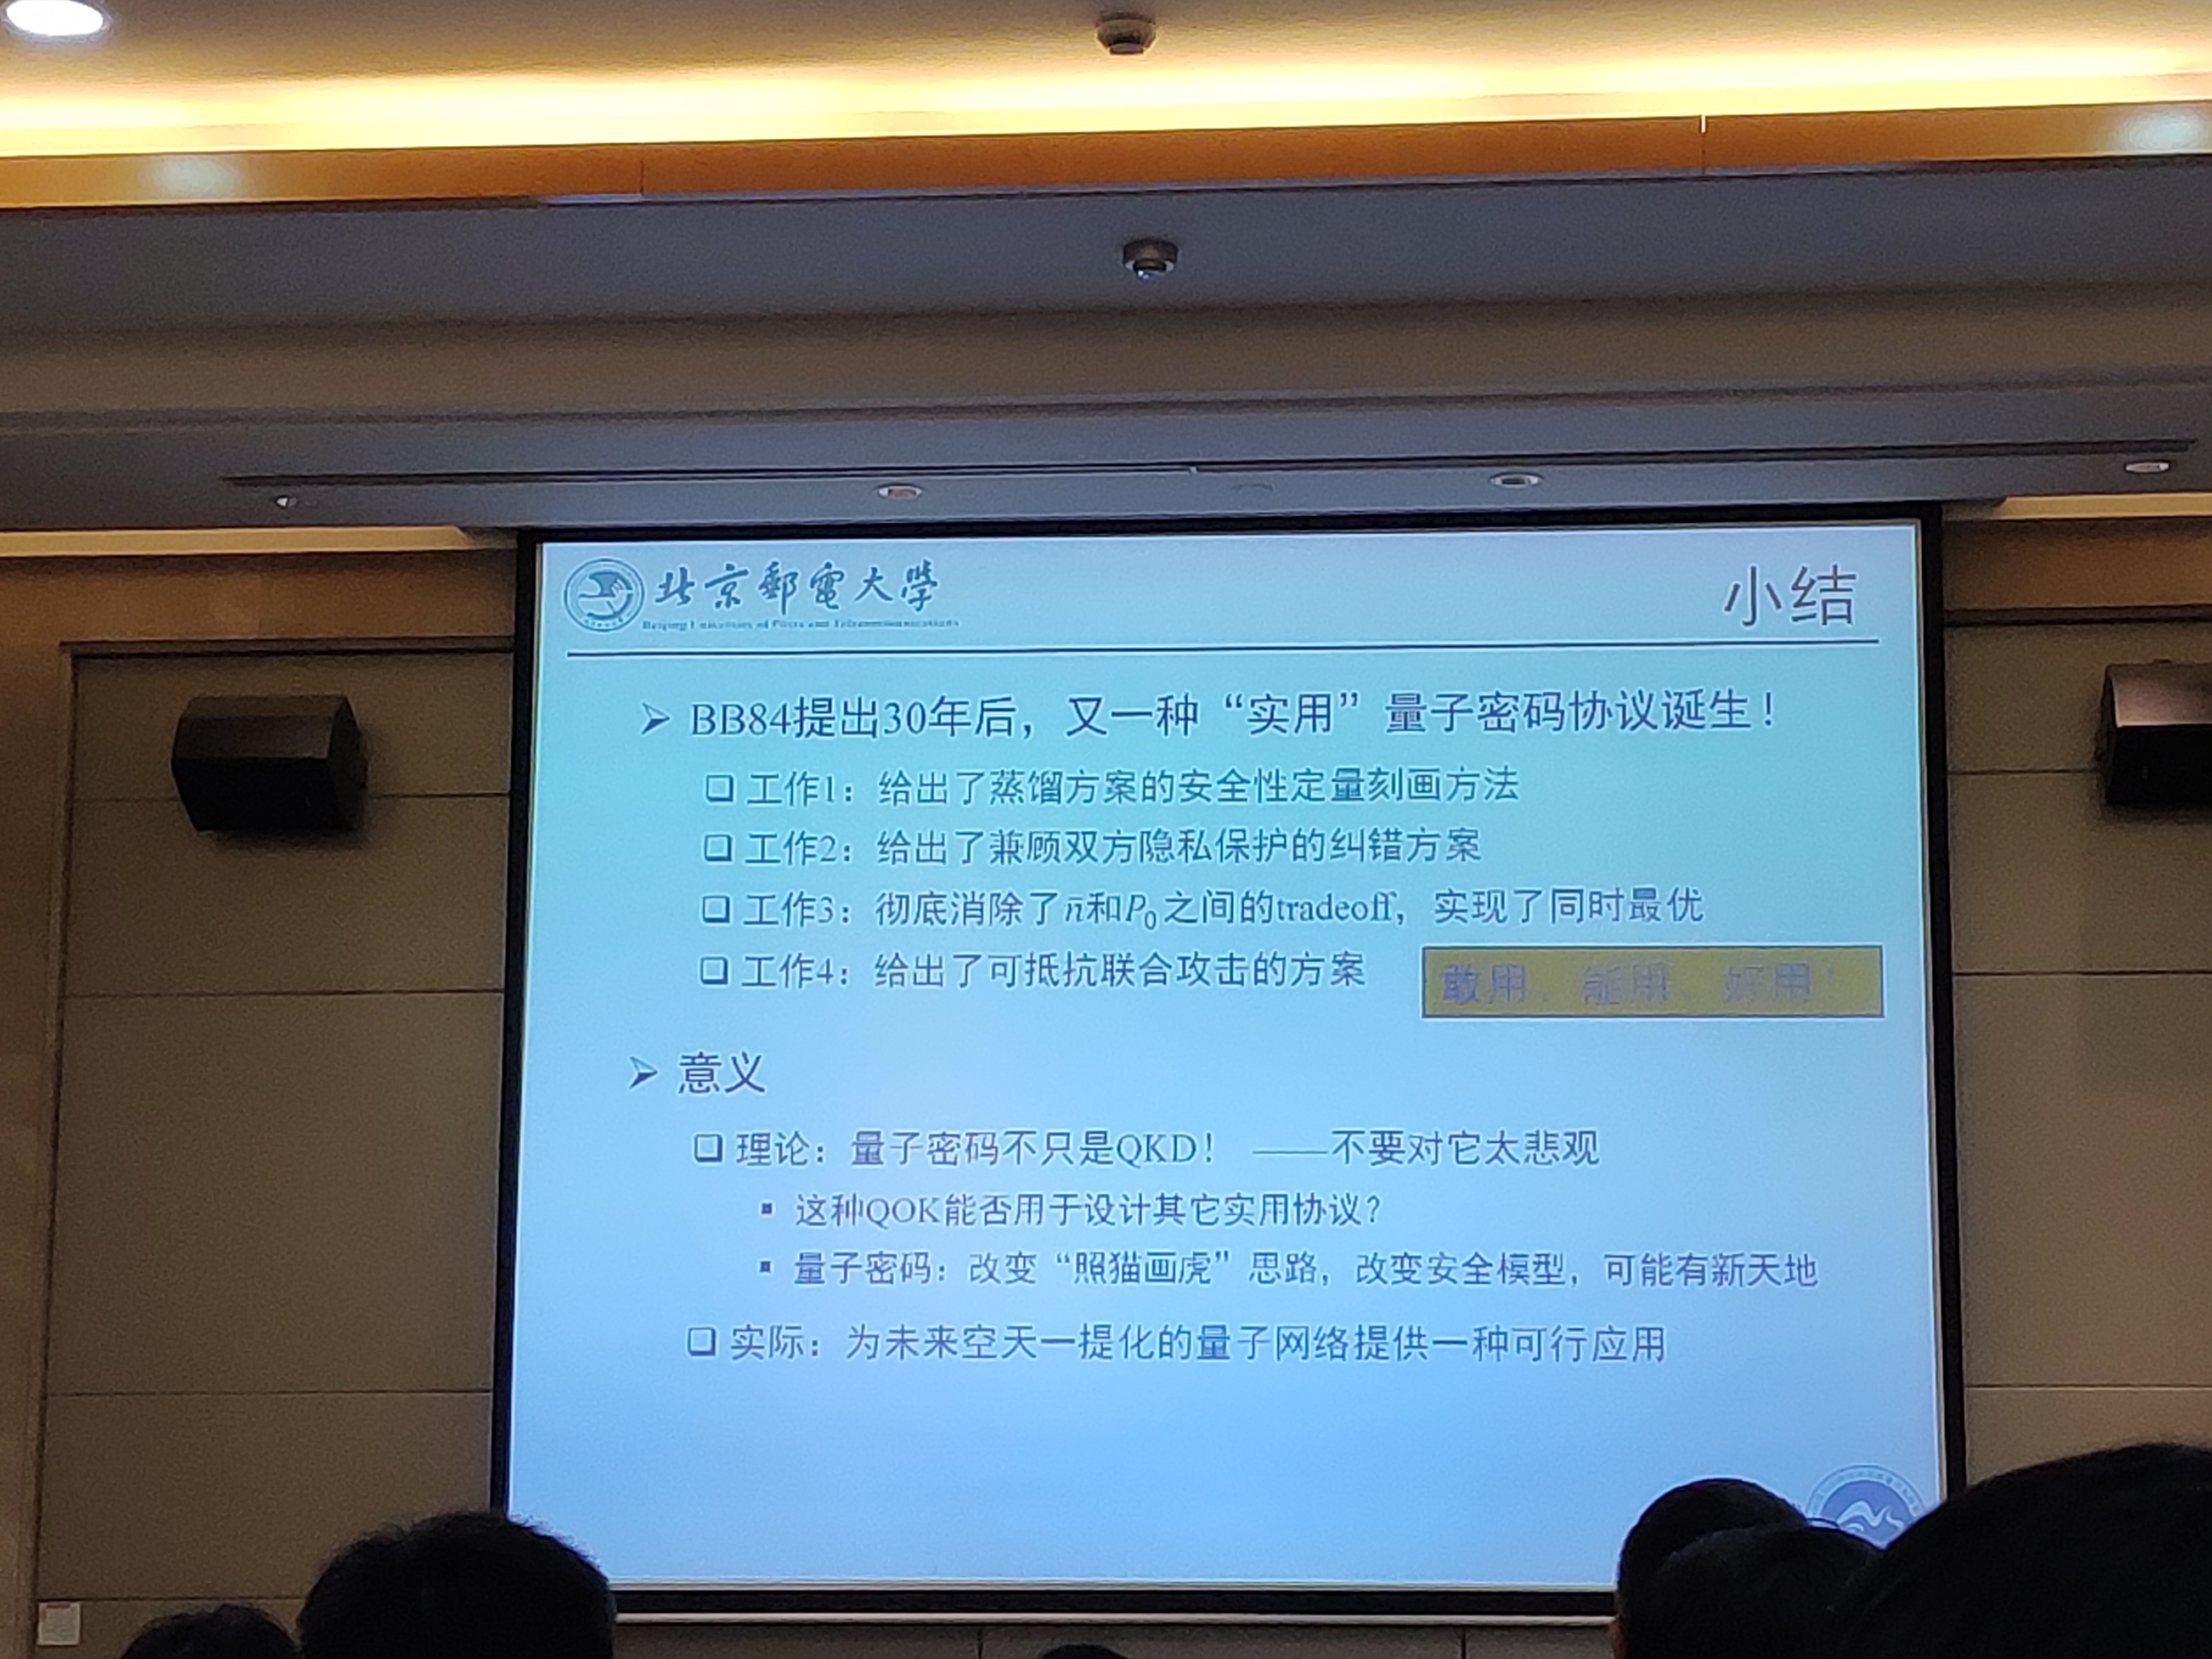 北京郵電大學
Beijing University of Posts and Telecommunications
小结
BB84提出30年后，又一种“实用”量子密码协议诞生！
工作1：给出了蒸馏方案的安全性定量刻画方法
工作2：给出了兼顾双方隐私保护的纠错方案
工作3：彻底消除了n̄和P₀之间的tradeoff，实现了同时最优
工作4：给出了可抵抗联合攻击的方案
敢用、能用、好用！
意义
理论：量子密码不只是QKD！ ——不要对它太悲观
这种QOK能否用于设计其它实用协议？
量子密码：改变“照猫画虎”思路，改变安全模型，可能有新天地
实际：为未来空天一提化的量子网络提供一种可行应用